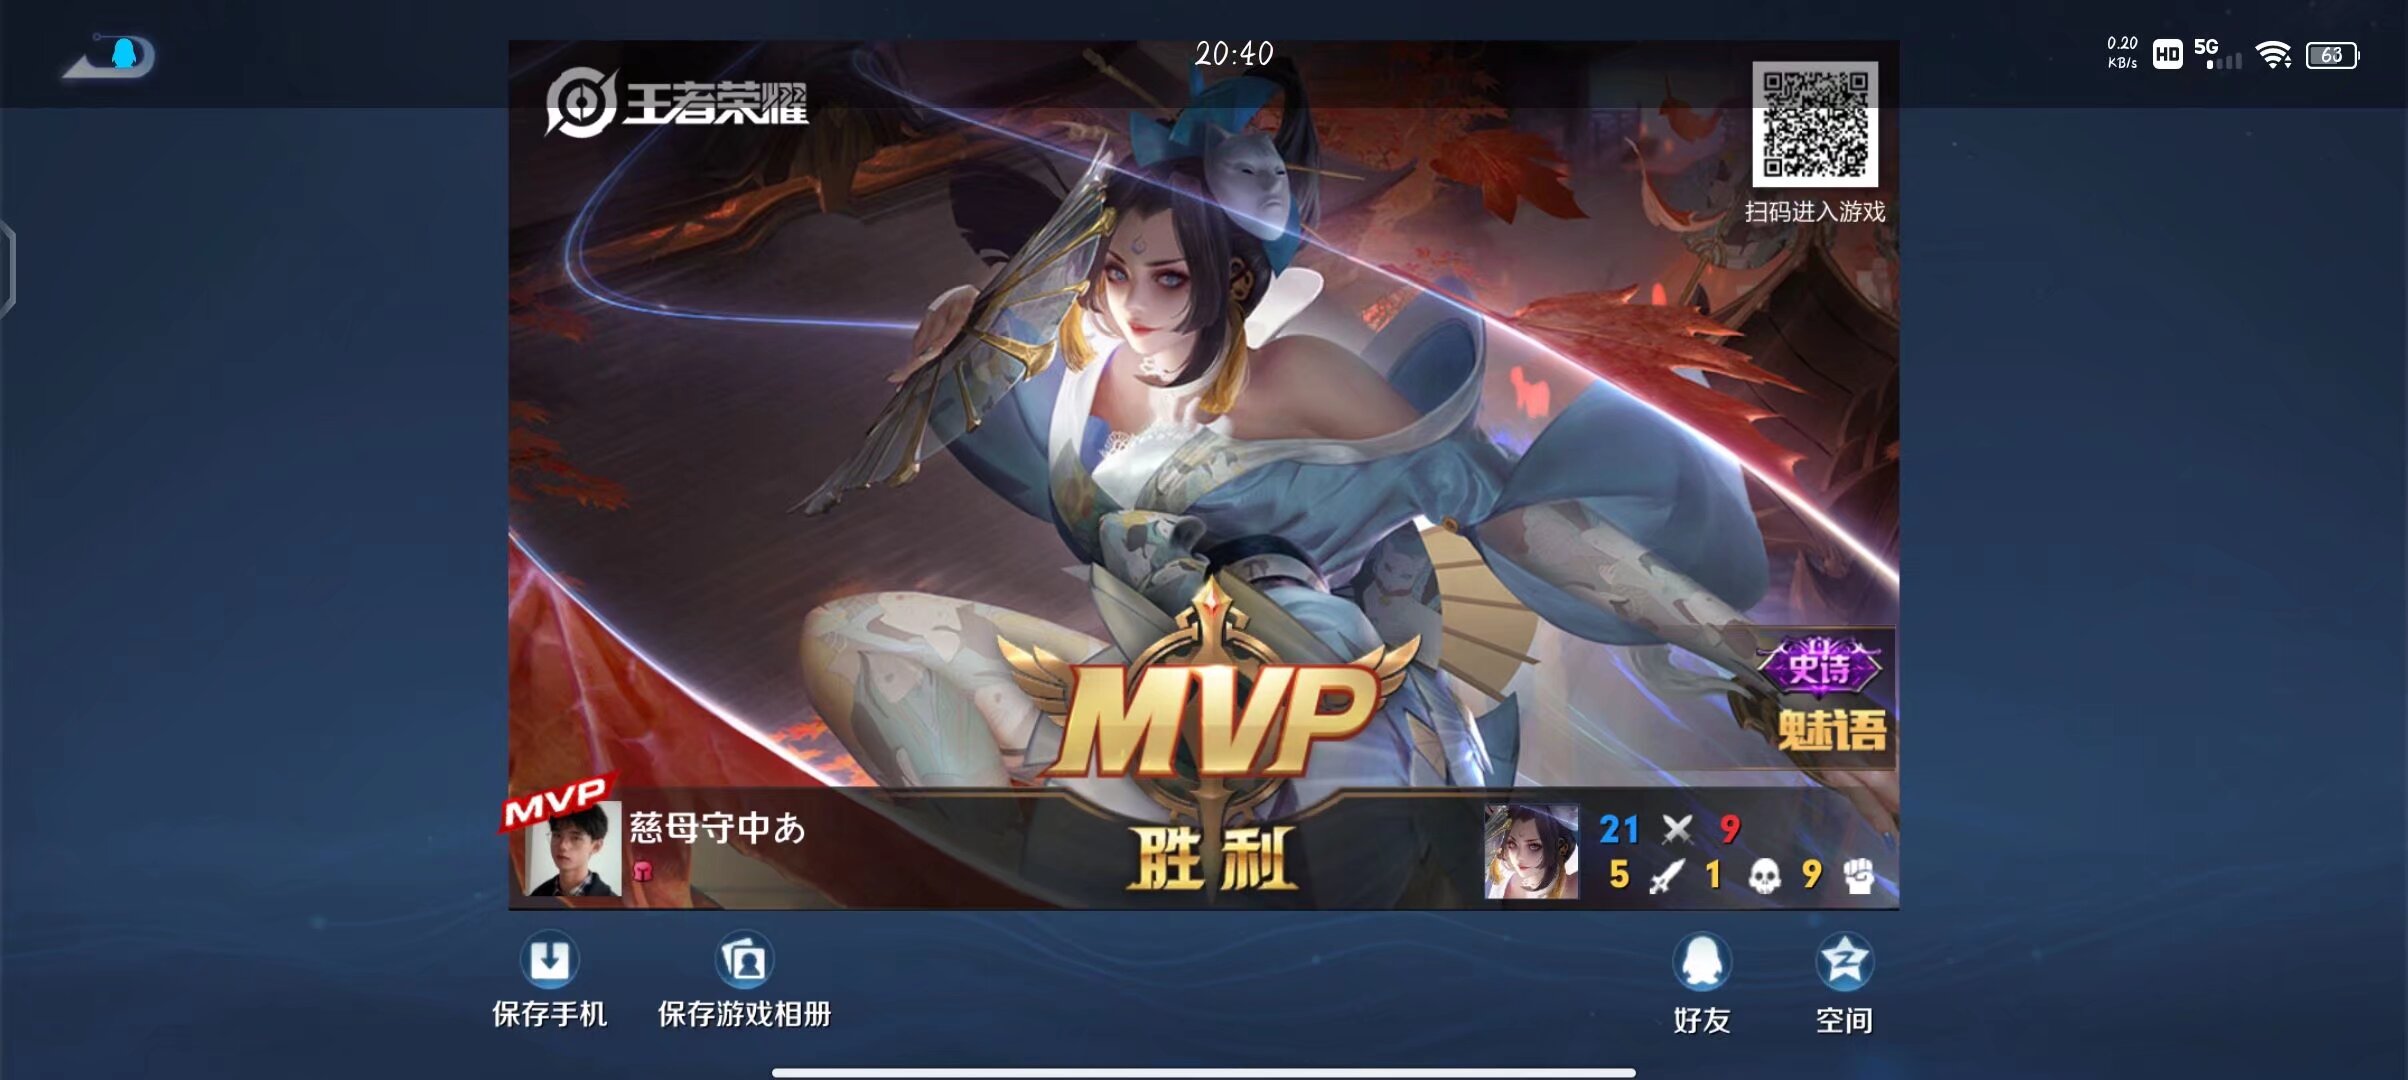 20:40
0.20
KB/s
HD
5G
63
王者荣耀
扫码进入游戏
史诗
魅语
MVP
胜利
MVP
慈母守中あ
21 9
5 1 9
保存手机
保存游戏相册
好友
空间